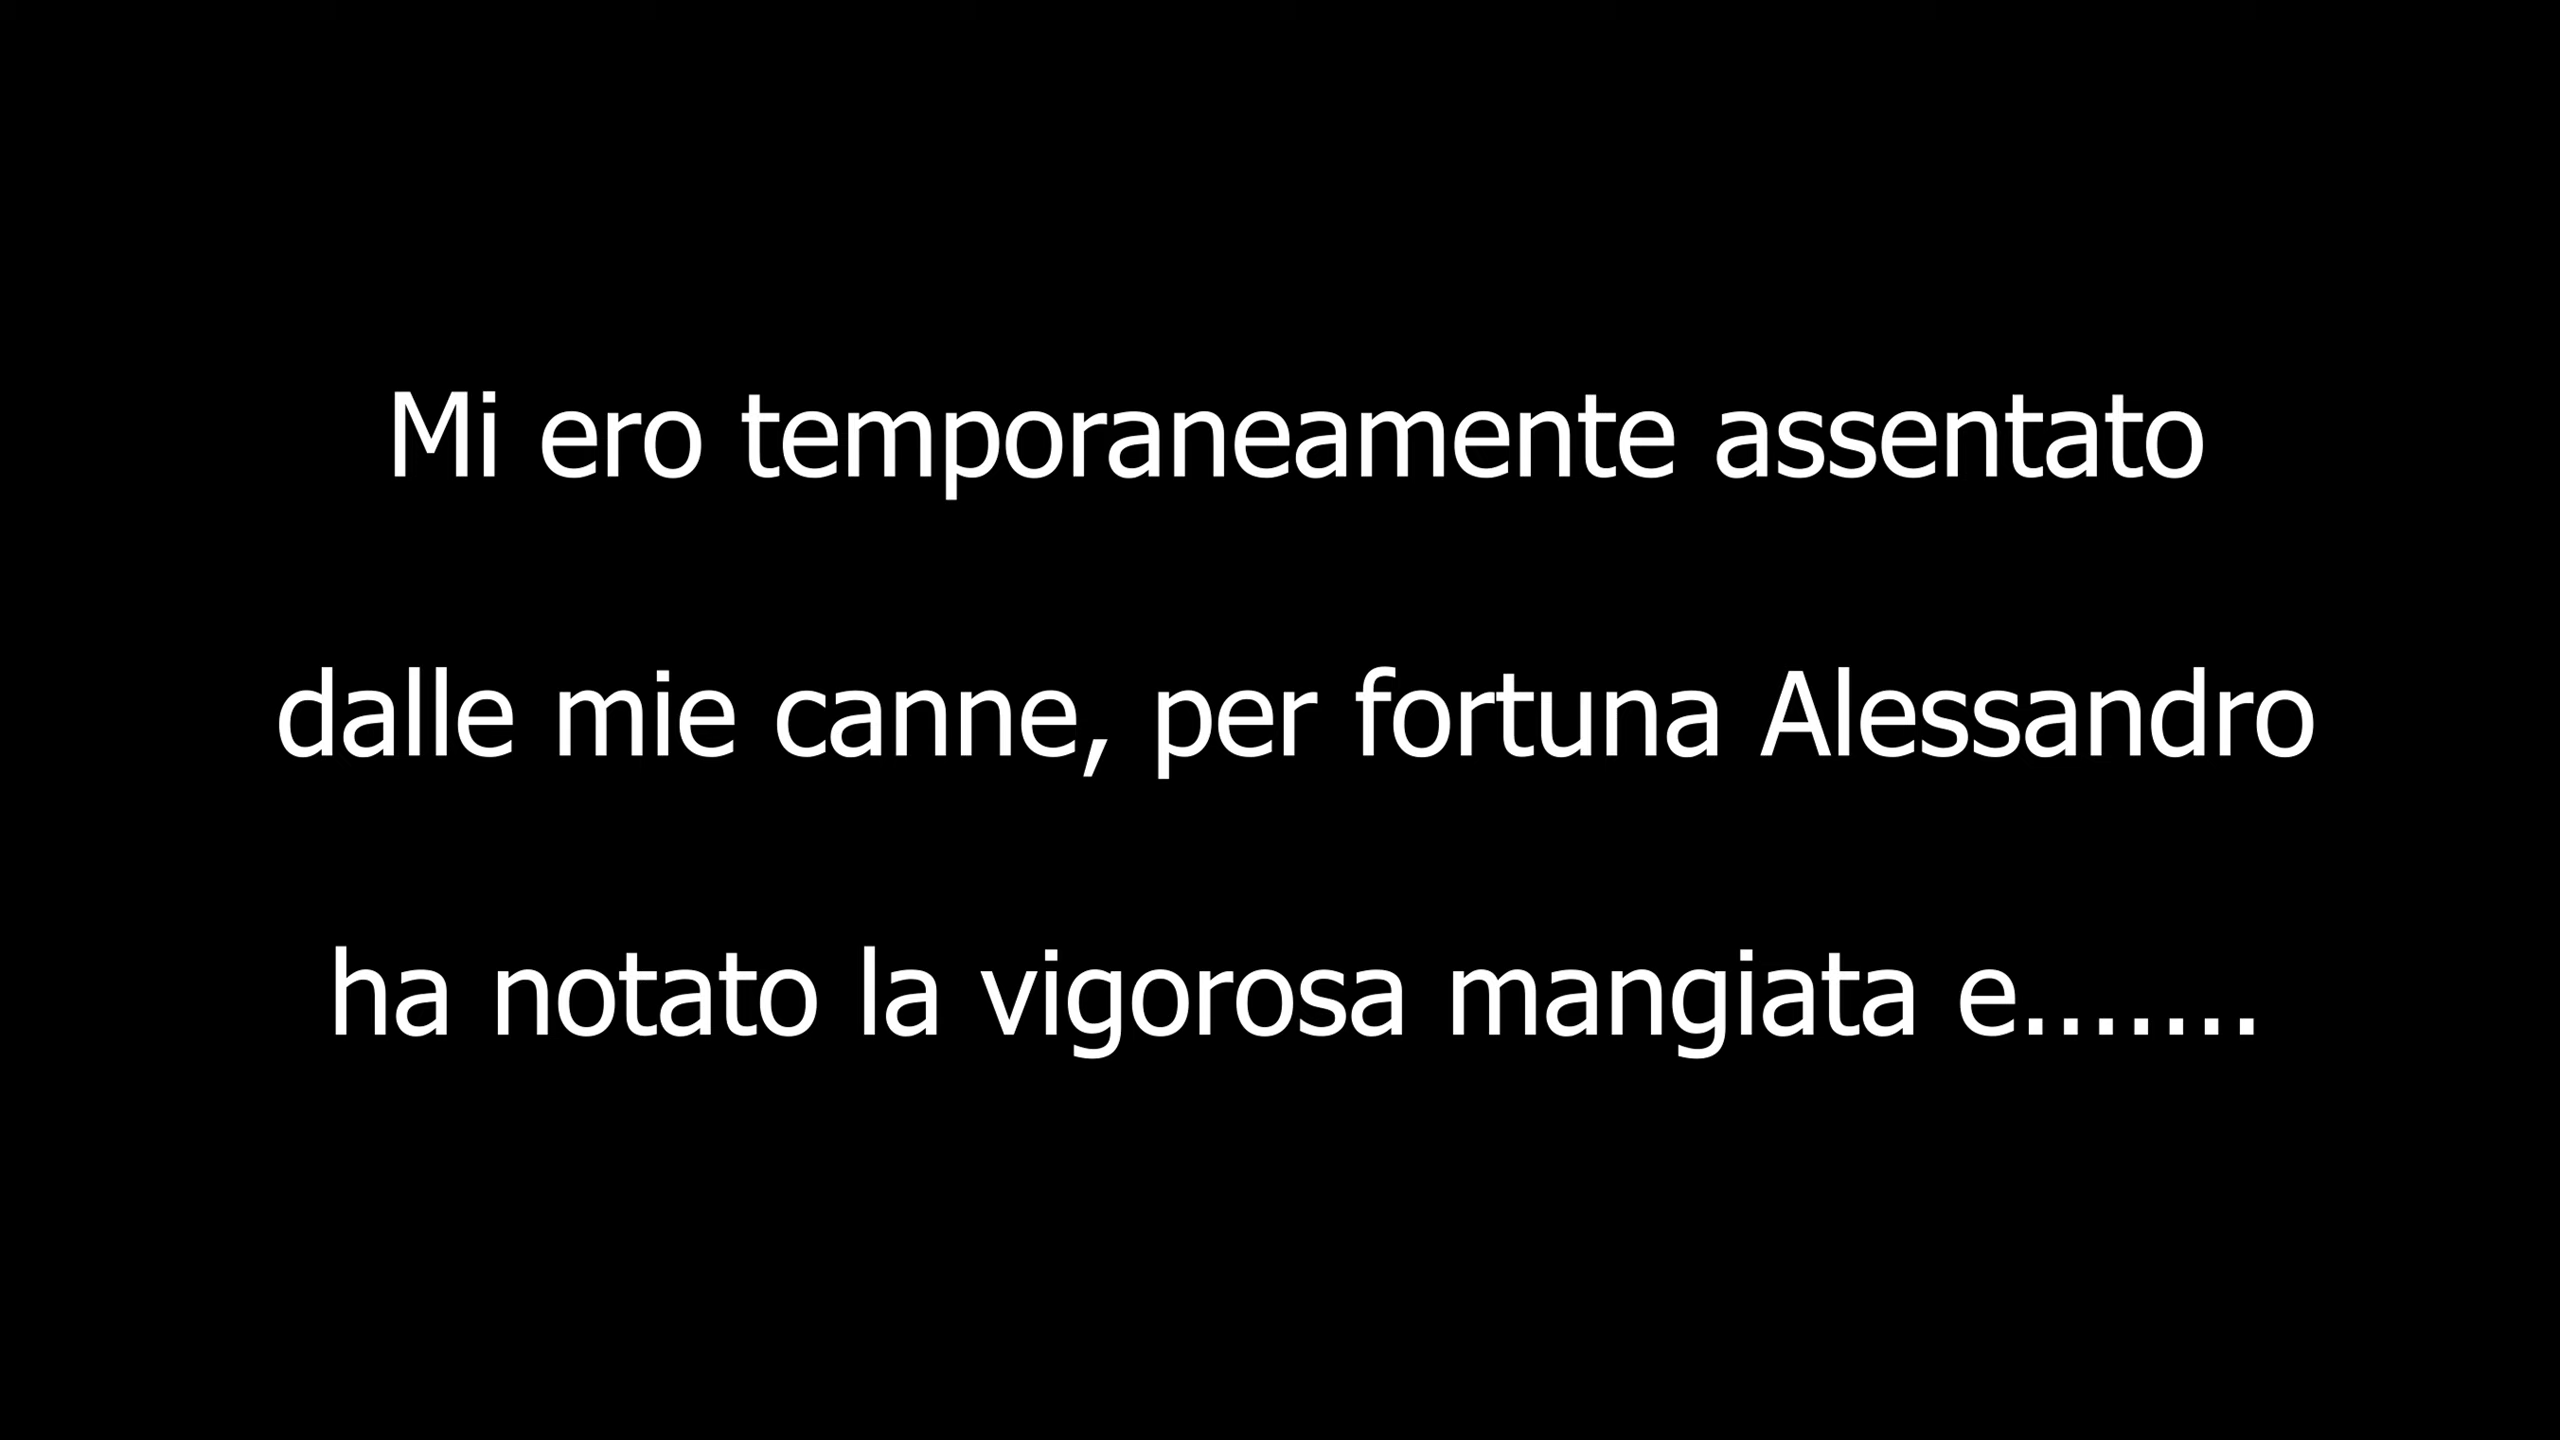 Mi ero temporaneamente assentato
dalle mie canne, per fortuna Alessandro
ha notato la vigorosa mangiata e.......